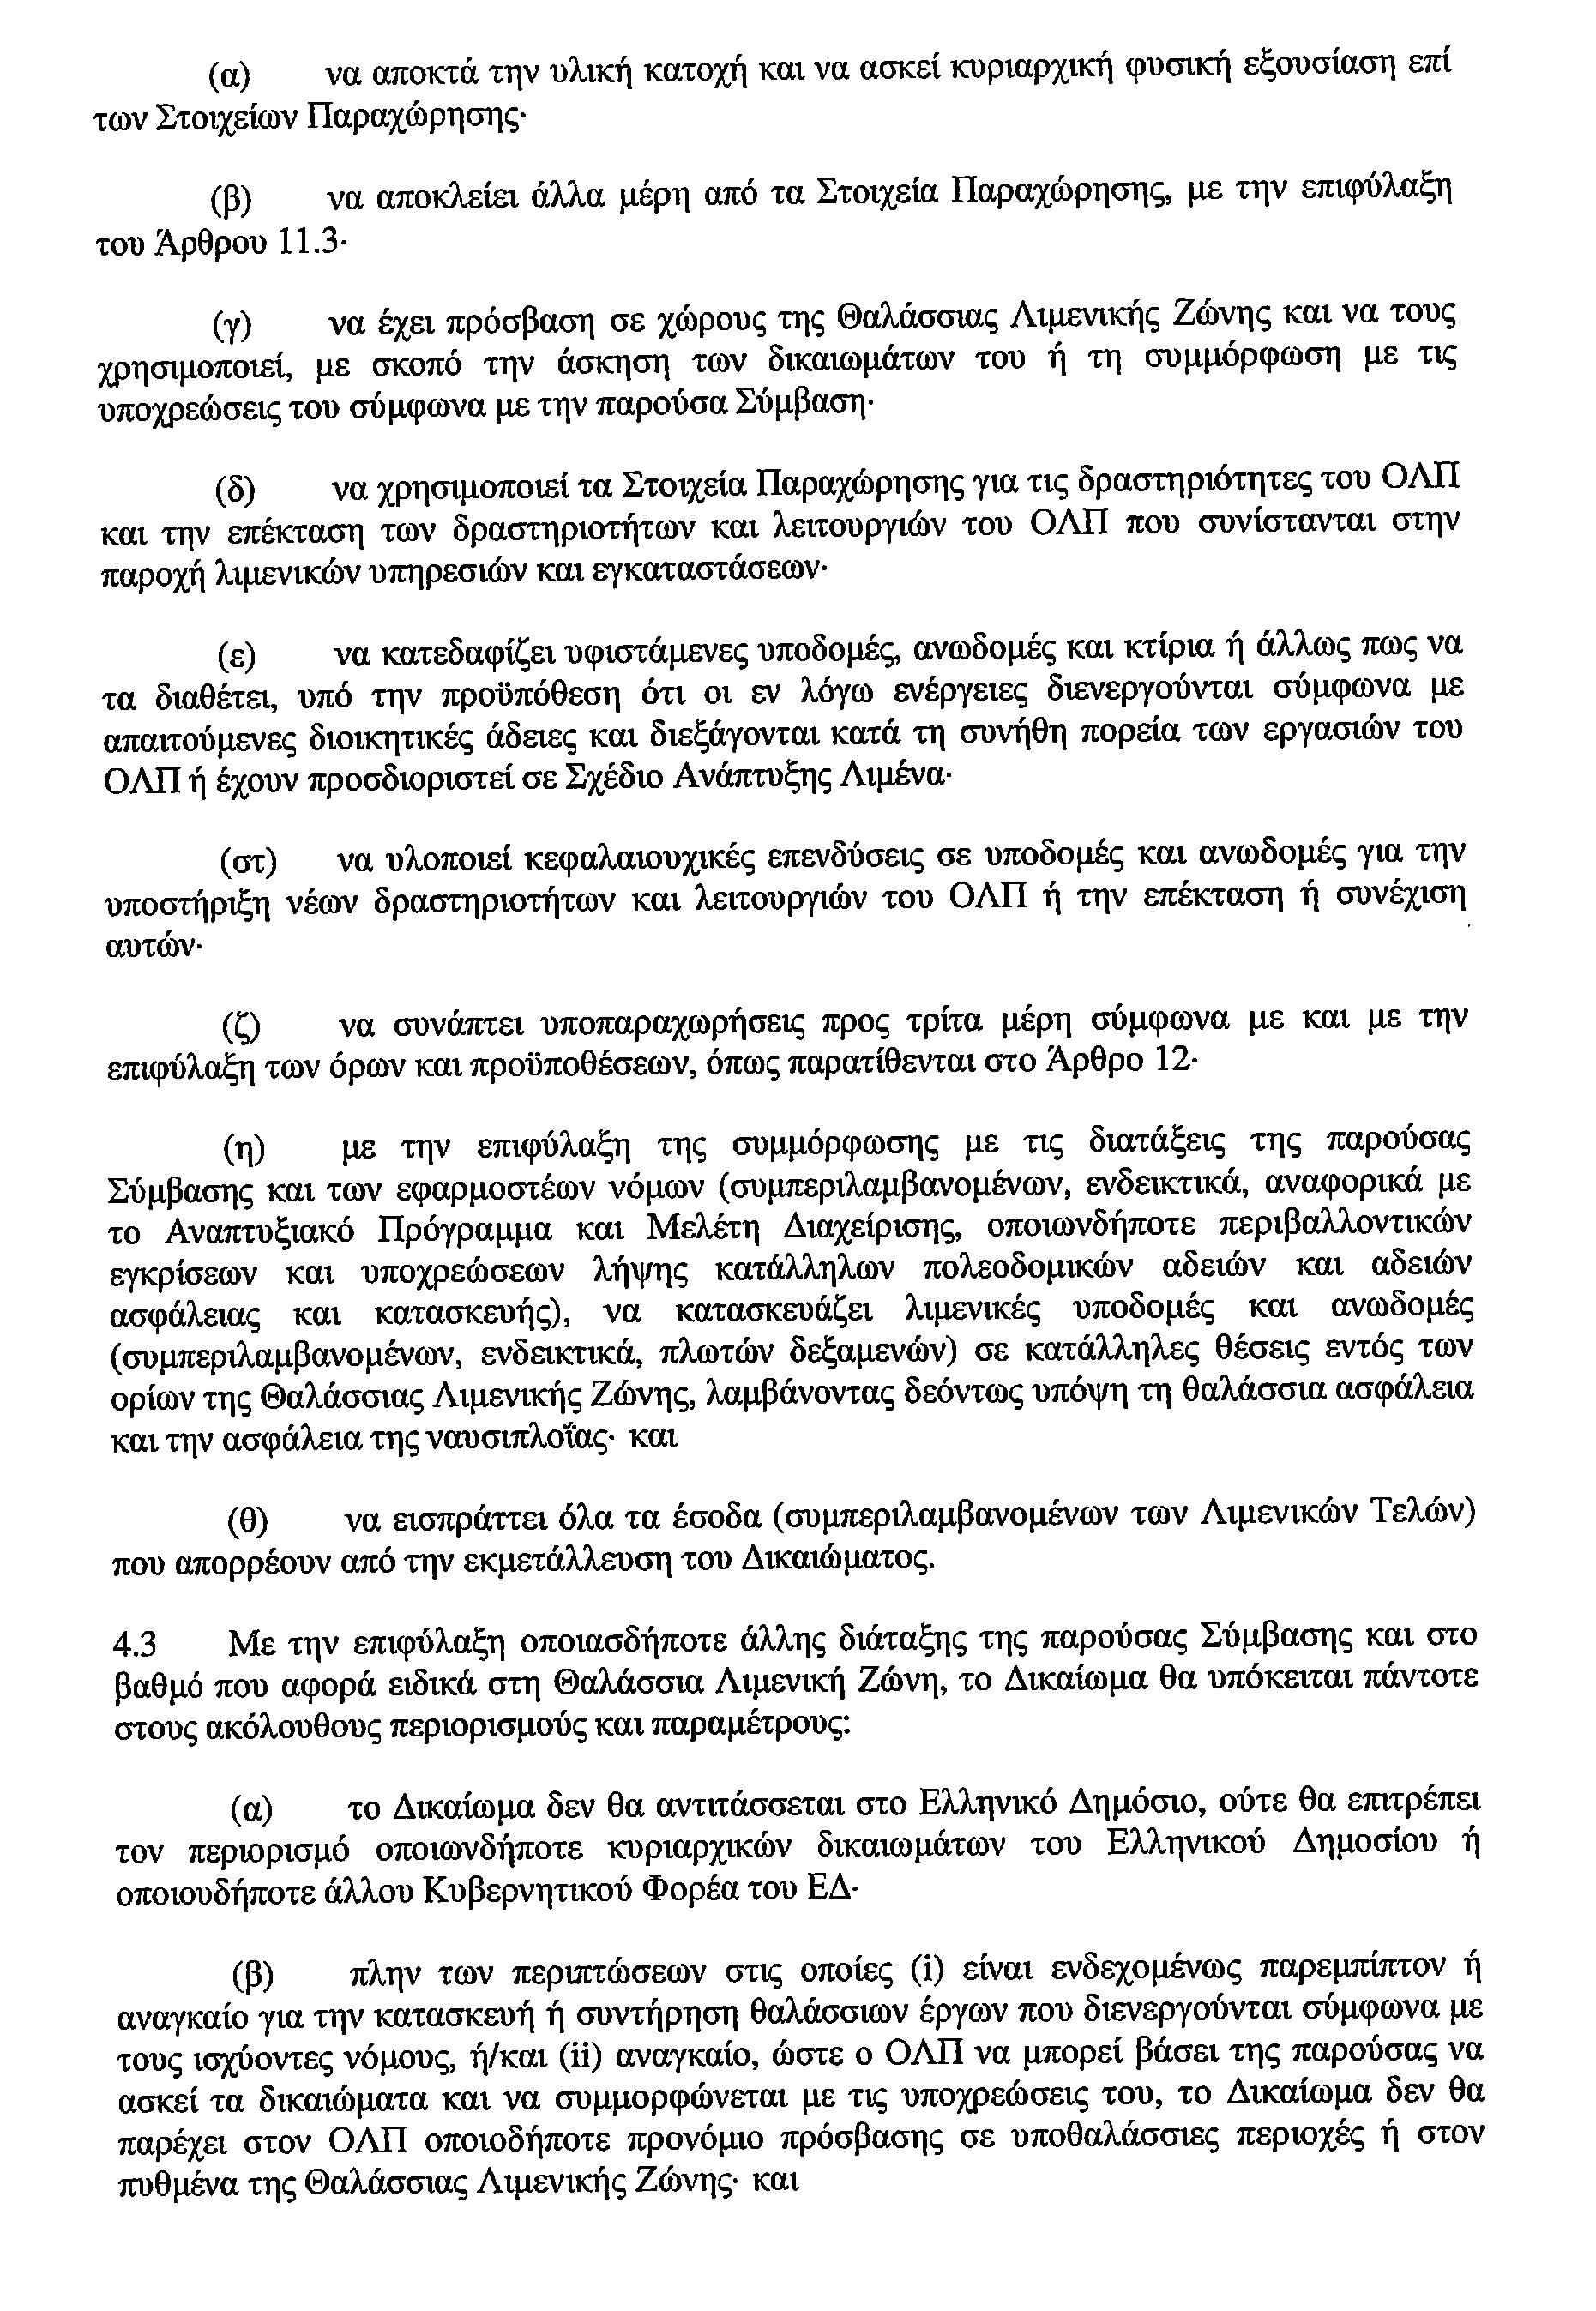 (α) να αποκτά την υλική κατοχή και να ασκεί κυριαρχική φυσική εξουσίαση επί
των Στοιχείων Παραχώρησης·
(β) να αποκλείει άλλα μέρη από τα Στοιχεία Παραχώρησης, με την επιφύλαξη
του Άρθρου 11.3·
(γ) να έχει πρόσβαση σε χώρους της Θαλάσσιας Λιμενικής Ζώνης και να τους
χρησιμοποιεί, με σκοπό την άσκηση των δικαιωμάτων του ή τη συμμόρφωση με τις
υποχρεώσεις του σύμφωνα με την παρούσα Σύμβαση·
(δ) να χρησιμοποιεί τα Στοιχεία Παραχώρησης για τις δραστηριότητες του ΟΛΠ
και την επέκταση των δραστηριοτήτων και λειτουργιών του ΟΛΠ που συνίστανται στην
παροχή λιμενικών υπηρεσιών και εγκαταστάσεων·
(ε) να κατεδαφίζει υφιστάμενες υποδομές, ανωδομές και κτίρια ή άλλως πως να
τα διαθέτει, υπό την προϋπόθεση ότι οι εν λόγω ενέργειες διενεργούνται σύμφωνα με
απαιτούμενες διοικητικές άδειες και διεξάγονται κατά τη συνήθη πορεία των εργασιών του
ΟΛΠ ή έχουν προσδιοριστεί σε Σχέδιο Ανάπτυξης Λιμένα·
(στ) να υλοποιεί κεφαλαιουχικές επενδύσεις σε υποδομές και ανωδομές για την
υποστήριξη νέων δραστηριοτήτων και λειτουργιών του ΟΛΠ ή την επέκταση ή συνέχιση
αυτών·
(ζ) να συνάπτει υποπαραχωρήσεις προς τρίτα μέρη σύμφωνα με και με την
επιφύλαξη των όρων και προϋποθέσεων, όπως παρατίθενται στο Άρθρο 12·
(η) με την επιφύλαξη της συμμόρφωσης με τις διατάξεις της παρούσας
Σύμβασης και των εφαρμοστέων νόμων (συμπεριλαμβανομένων, ενδεικτικά, αναφορικά με
το Αναπτυξιακό Πρόγραμμα και Μελέτη Διαχείρισης, οποιωνδήποτε περιβαλλοντικών
εγκρίσεων και υποχρεώσεων λήψης κατάλληλων πολεοδομικών αδειών και αδειών
ασφάλειας και κατασκευής), να κατασκευάζει λιμενικές υποδομές και ανωδομές
(συμπεριλαμβανομένων, ενδεικτικά, πλωτών δεξαμενών) σε κατάλληλες θέσεις εντός των
ορίων της Θαλάσσιας Λιμενικής Ζώνης, λαμβάνοντας δεόντως υπόψη τη θαλάσσια ασφάλεια
και την ασφάλεια της ναυσιπλοΐας· και
(θ) να εισπράττει όλα τα έσοδα (συμπεριλαμβανομένων των Λιμενικών Τελών)
που απορρέουν από την εκμετάλλευση του Δικαιώματος.
4.3 Με την επιφύλαξη οποιασδήποτε άλλης διάταξης της παρούσας Σύμβασης και στο
βαθμό που αφορά ειδικά στη Θαλάσσια Λιμενική Ζώνη, το Δικαίωμα θα υπόκειται πάντοτε
στους ακόλουθους περιορισμούς και παραμέτρους:
(α) το Δικαίωμα δεν θα αντιτάσσεται στο Ελληνικό Δημόσιο, ούτε θα επιτρέπει
τον περιορισμό οποιωνδήποτε κυριαρχικών δικαιωμάτων του Ελληνικού Δημοσίου ή
οποιουδήποτε άλλου Κυβερνητικού Φορέα του ΕΔ·
(β) πλην των περιπτώσεων στις οποίες (i) είναι ενδεχομένως παρεμπίπτον ή
αναγκαίο για την κατασκευή ή συντήρηση θαλάσσιων έργων που διενεργούνται σύμφωνα με
τους ισχύοντες νόμους, ή/και (ii) αναγκαίο, ώστε ο ΟΛΠ να μπορεί βάσει της παρούσας να
ασκεί τα δικαιώματα και να συμμορφώνεται με τις υποχρεώσεις του, το Δικαίωμα δεν θα
παρέχει στον ΟΛΠ οποιοδήποτε προνόμιο πρόσβασης σε υποθαλάσσιες περιοχές ή στον
πυθμένα της Θαλάσσιας Λιμενικής Ζώνης· και